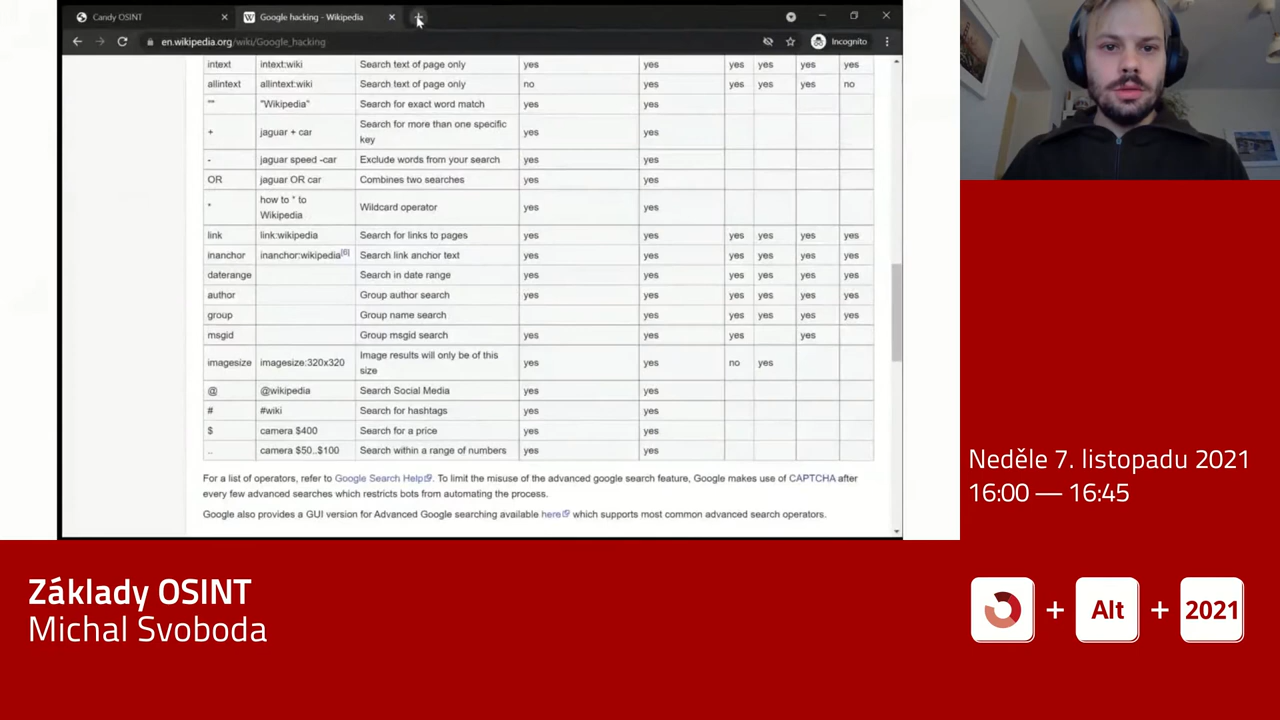 Candy OSINT
Google hacking - Wikipedia
en.wikipedia.org/wiki/Google_hacking
Incognito
intext intext:wiki Search text of page only yes yes yes yes yes yes
allintext allintext:wiki Search text of page only no yes yes yes yes no
"" "Wikipedia" Search for exact word match yes yes
+ jaguar + car Search for more than one specific
key yes yes
- jaguar speed -car Exclude words from your search yes yes
OR jaguar OR car Combines two searches yes yes
* how to * to
Wikipedia Wildcard operator yes yes
link link:wikipedia Search for links to pages yes yes yes yes yes yes
inanchor inanchor:wikipedia[6] Search link anchor text yes yes yes yes yes yes
daterange Search in date range yes yes yes yes yes yes
author Group author search yes yes yes yes yes yes
group Group name search yes yes yes yes yes
msgid Group msgid search yes yes yes yes
imagesize imagesize:320x320 Image results will only be of this
size yes yes no yes
@ @wikipedia Search Social Media yes yes
# #wiki Search for hashtags yes yes
$ camera $400 Search for a price yes yes
.. camera $50..$100 Search within a range of numbers yes yes
For a list of operators, refer to Google Search Help. To limit the misuse of the advanced google search feature, Google makes use of CAPTCHA after
every few advanced searches which restricts bots from automating the process.
Google also provides a GUI version for Advanced Google searching available here which supports most common advanced search operators.
Neděle 7. listopadu 2021
16:00 — 16:45
Základy OSINT
Michal Svoboda
+ Alt + 2021